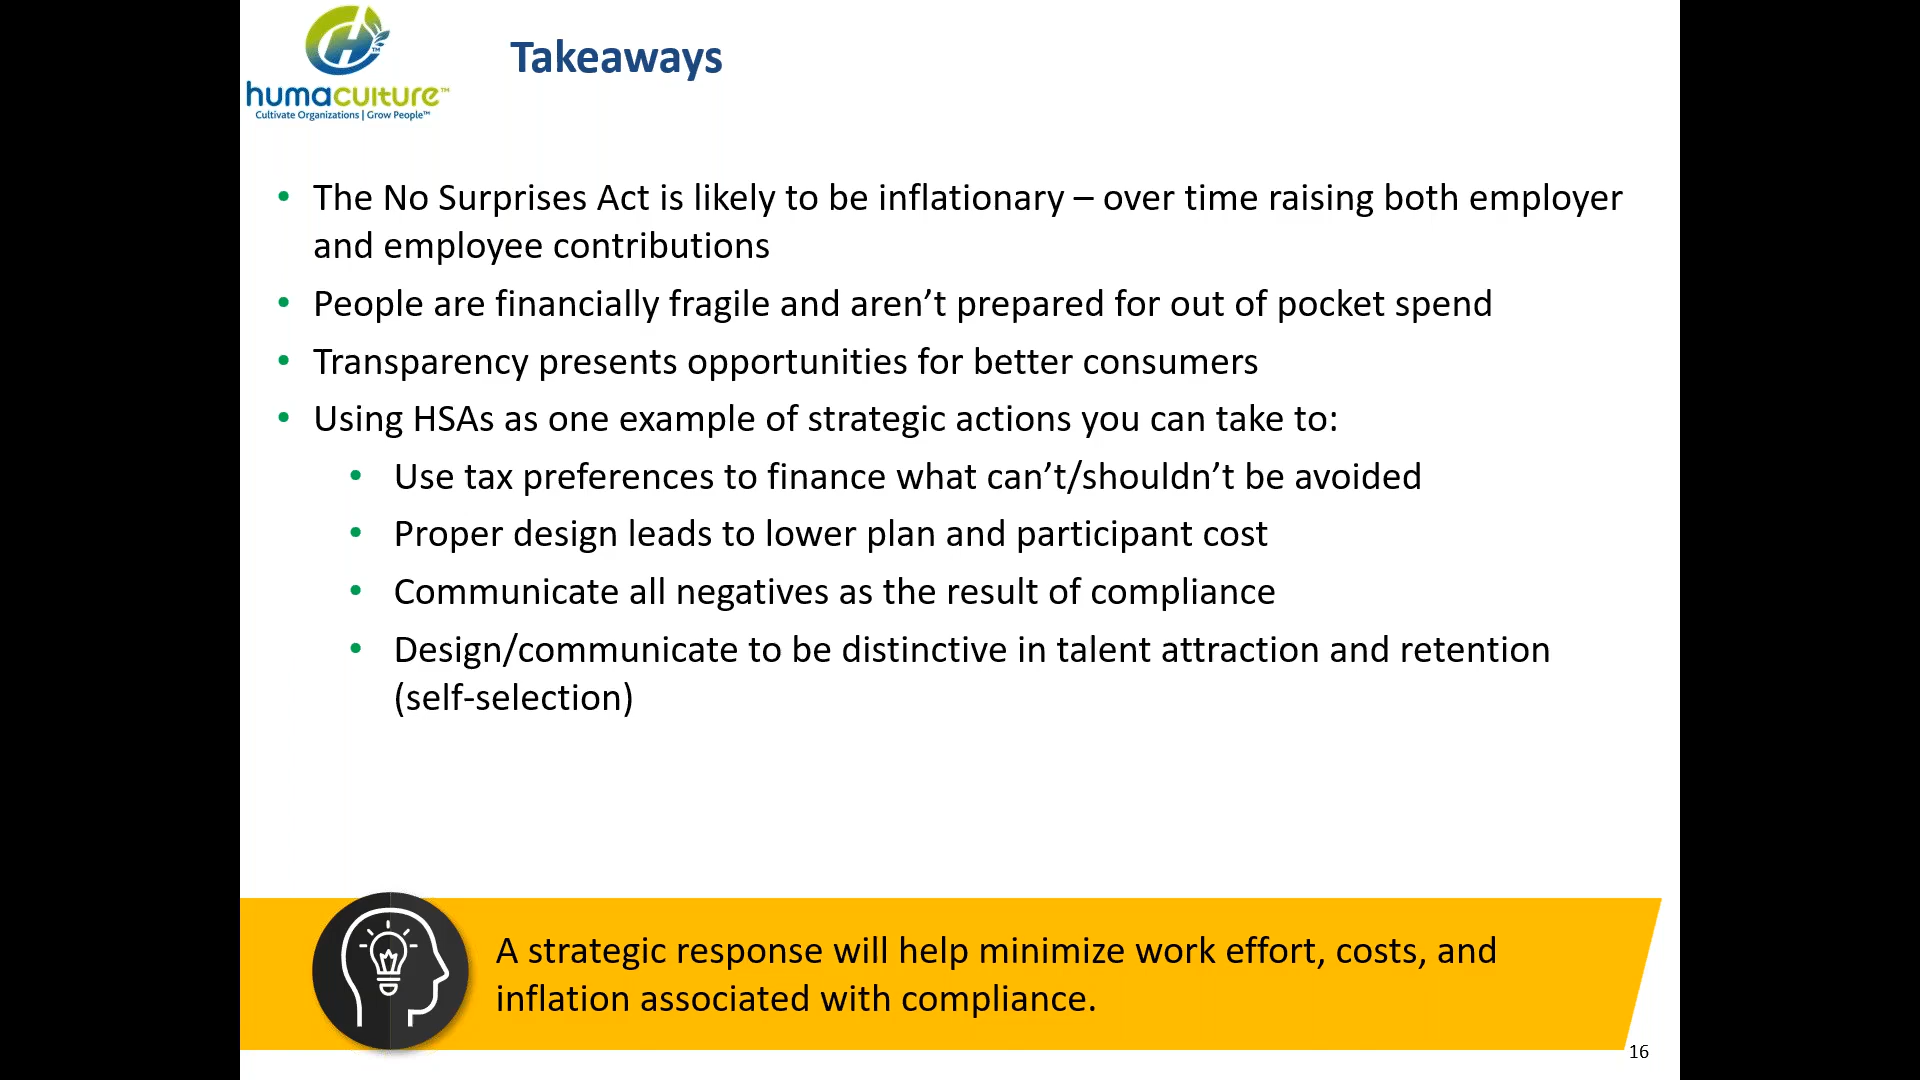 humaculture™
Cultivate Organizations | Grow People™
Takeaways
• The No Surprises Act is likely to be inflationary – over time raising both employer
and employee contributions
• People are financially fragile and aren’t prepared for out of pocket spend
• Transparency presents opportunities for better consumers
• Using HSAs as one example of strategic actions you can take to:
• Use tax preferences to finance what can’t/shouldn’t be avoided
• Proper design leads to lower plan and participant cost
• Communicate all negatives as the result of compliance
• Design/communicate to be distinctive in talent attraction and retention
(self-selection)
A strategic response will help minimize work effort, costs, and
inflation associated with compliance.
16